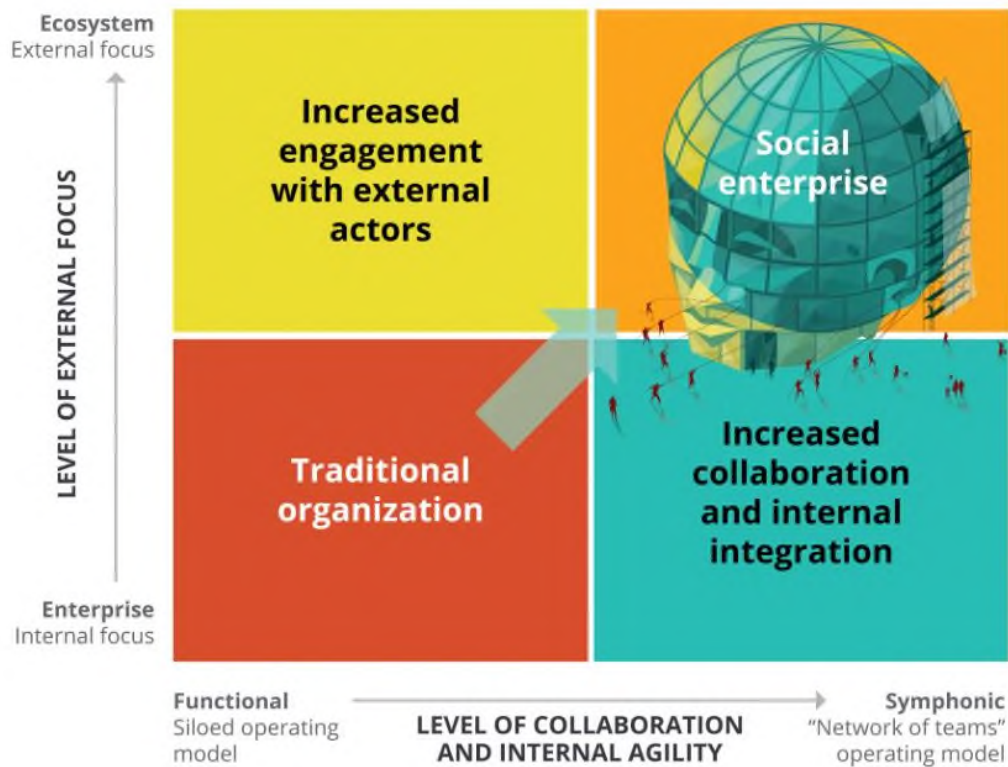 Ecosystem
External focus
LEVEL OF EXTERNAL FOCUS
Enterprise
Internal focus
Increased
engagement
with external
actors
Social
enterprise
Traditional
organization
Increased
collaboration
and internal
integration
Functional
Siloed operating
model
LEVEL OF COLLABORATION
AND INTERNAL AGILITY
Symphonic
"Network of teams"
operating model